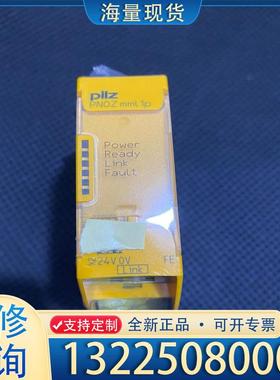 海量现货
pilz
PNOZ mml1p
Power
Ready
Link
Fault
24V 0V
FE
Link
修
询
支持定制 全新正品 可开专票
13225080000